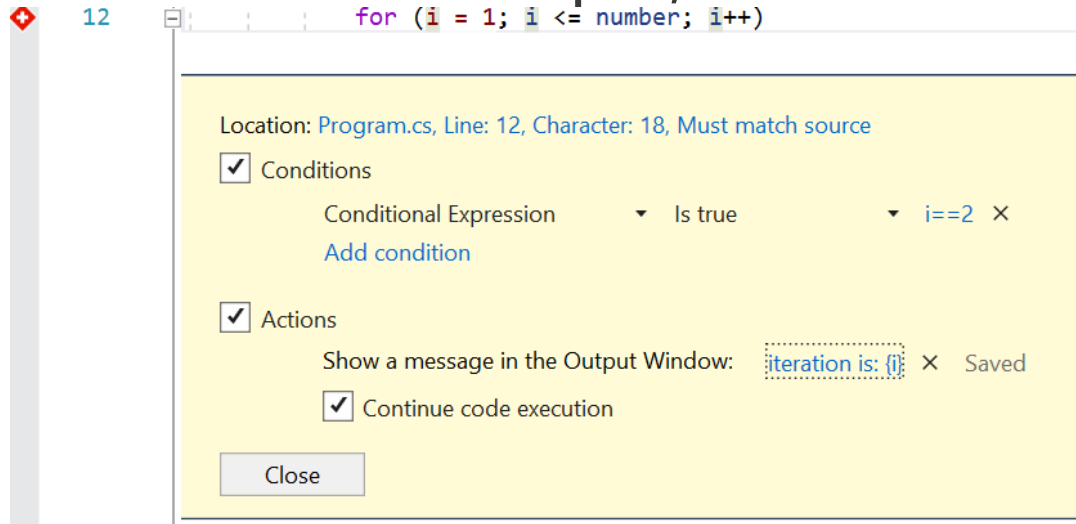 12 for (i = 1; i <= number; i++)
Location: Program.cs, Line: 12, Character: 18, Must match source
Conditions
Conditional Expression Is true i==2
Add condition
Actions
Show a message in the Output Window: iteration is: {i} Saved
Continue code execution
Close